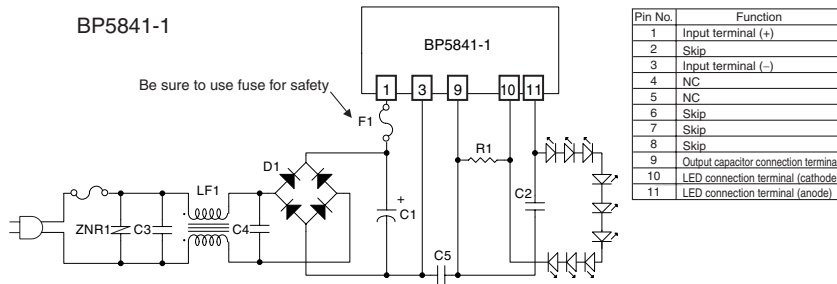 BP5841-1
BP5841-1
Be sure to use fuse for safety
1
3
9
10
11
F1
R1
D1
LF1
+
C1
C2
ZNR1
C3
C4
C5
Pin No. Function
1 Input terminal (+)
2 Skip
3 Input terminal (−)
4 NC
5 NC
6 Skip
7 Skip
8 Skip
9 Output capacitor connection terminal
10 LED connection terminal (cathode
11 LED connection terminal (anode)